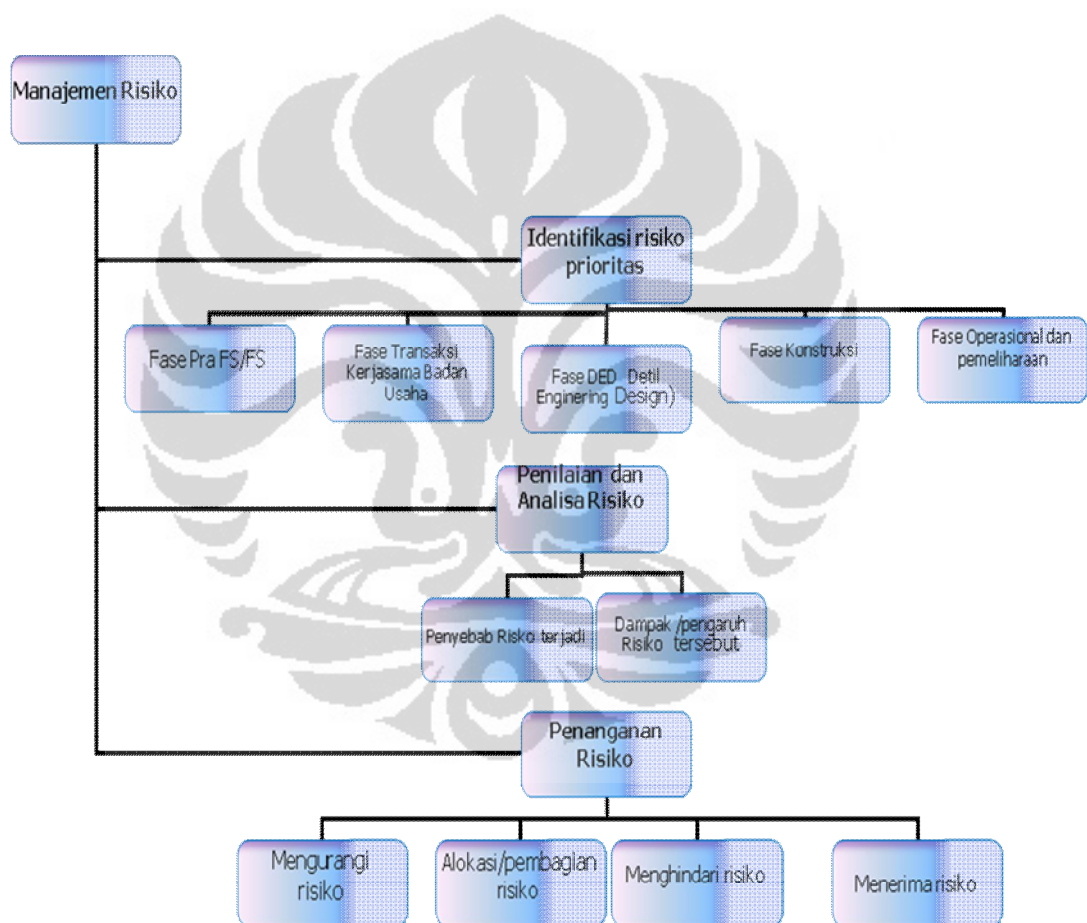 Manajemen Risiko
Identifikasi risiko
prioritas
Fase Pra FS/FS
Fase Transaksi
Kerjasama Badan
Usaha
Fase DED Detil
Enginering Design)
Fase Konstruksi
Fase Operasional dan
pemeliharaan
Penilaian dan
Analisa Risiko
Penyebab Risko terjadi
Dampak /pengaruh
Risiko tersebut
Penanganan
Risiko
Mengurangi
risiko
Alokasi/pembagian
risiko
Menghindari risiko
Menerima risiko